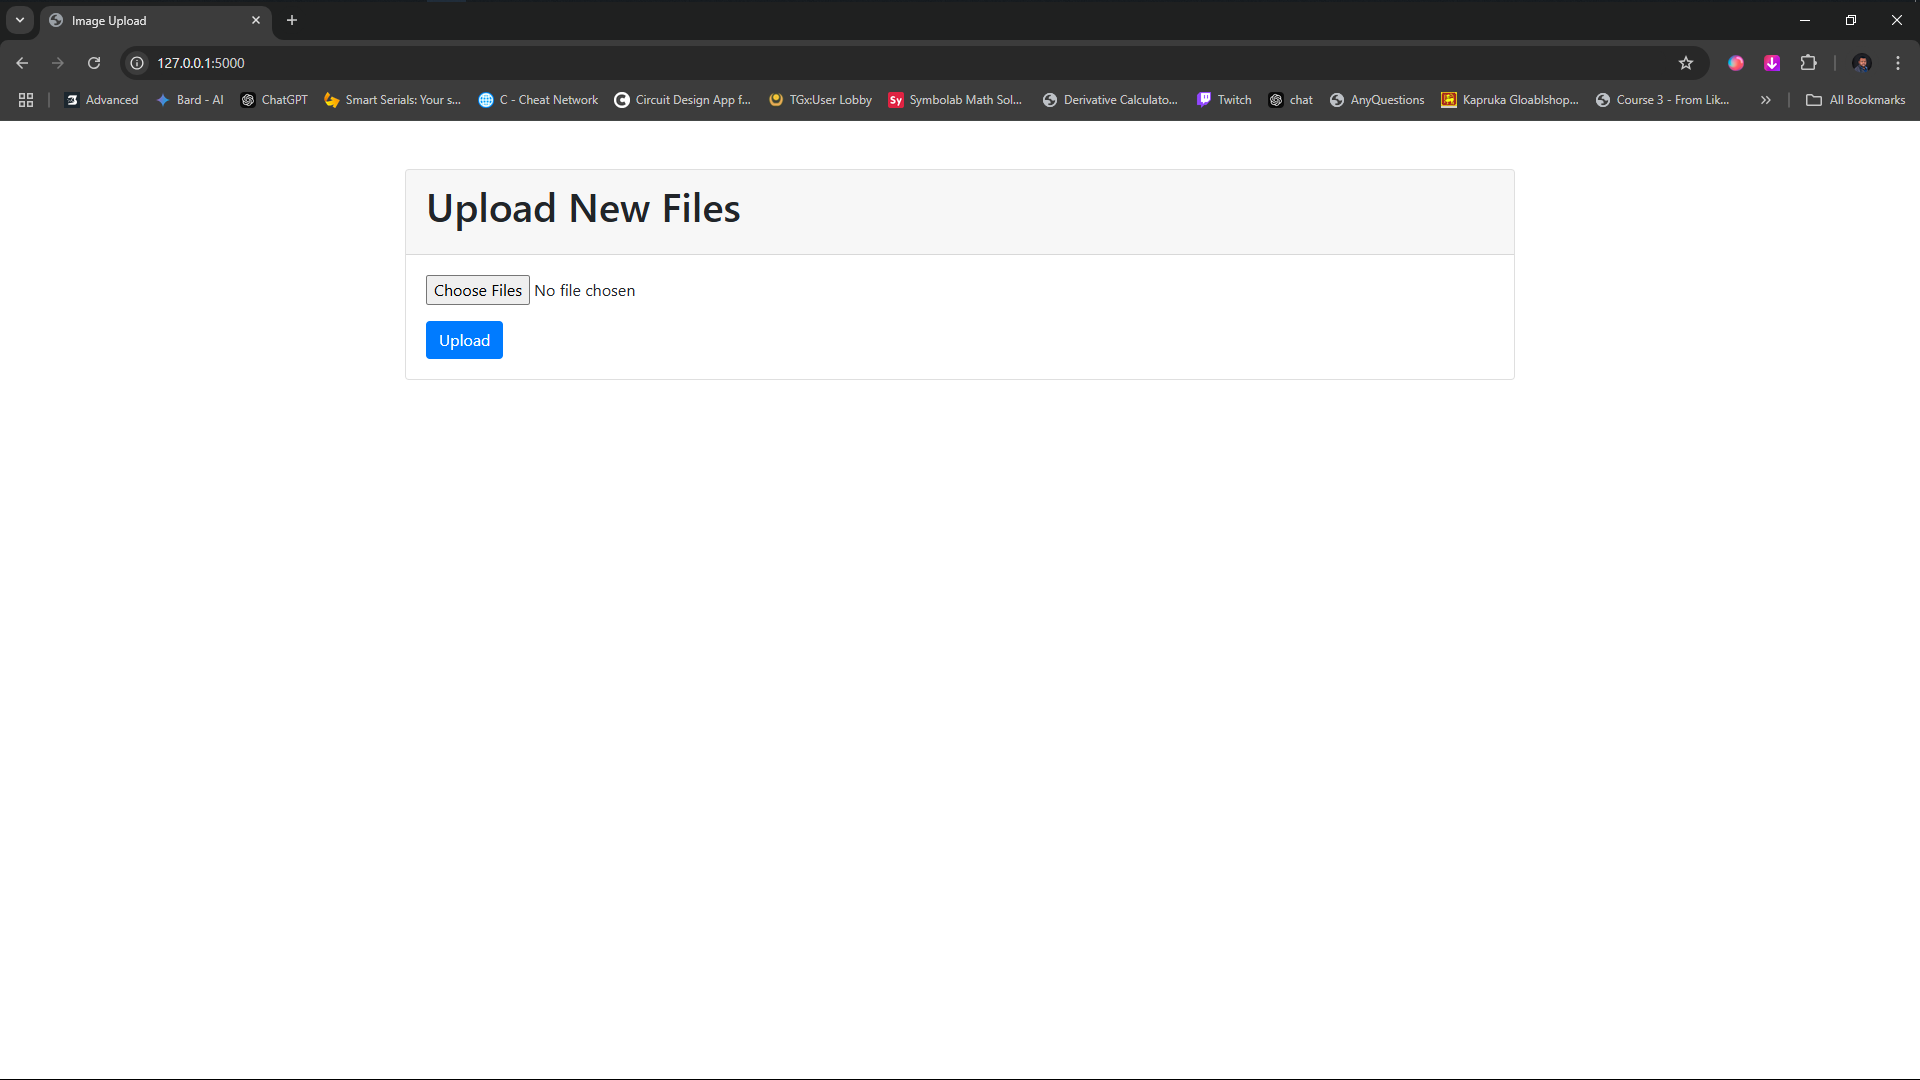 Image Upload
127.0.0.1:5000
Advanced
Bard - AI
ChatGPT
Smart Serials: Your s...
C - Cheat Network
Circuit Design App f...
TGx:User Lobby
Sy Symbolab Math Sol...
Derivative Calculato...
Twitch
chat
AnyQuestions
Kapruka Gloablshop...
Course 3 - From Lik...
All Bookmarks
Upload New Files
Choose Files No file chosen
Upload